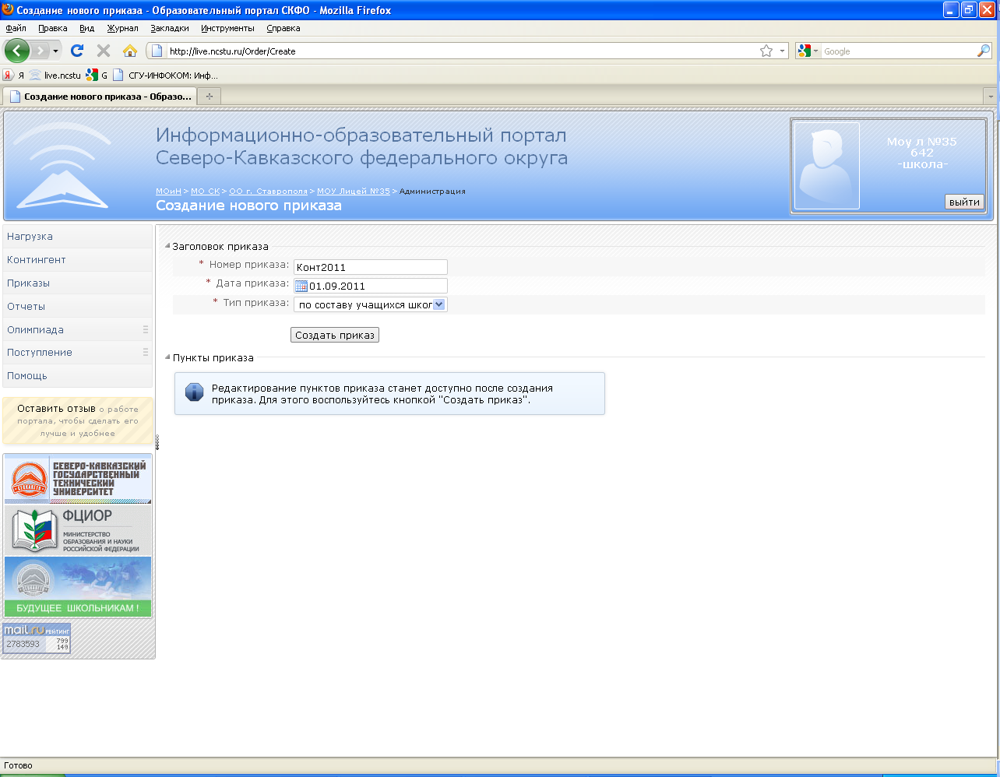 Создание нового приказа - Образовательный портал СКФО - Mozilla Firefox
Файл Правка Вид Журнал Закладки Инструменты Справка
http://live.ncstu.ru/Order/Create
Google
Я Я live.ncstu G СГУ-ИНФОКОМ: Инф...
Создание нового приказа - Образо...
Информационно-образовательный портал
Северо-Кавказского федерального округа
МОиН > МО СК > ОО г. Ставрополя > МОУ Лицей №35 > Администрация
Создание нового приказа
Моу л №35
642
-школа-
выйти
Нагрузка
Контингент
Приказы
Отчеты
Олимпиада
Поступление
Помощь
Оставить отзыв о работе
портала, чтобы сделать его
лучше и удобнее
СЕВЕРО-КАВКАЗСКИЙ
ГОСУДАРСТВЕННЫЙ
ТЕХНИЧЕСКИЙ
УНИВЕРСИТЕТ
ФЦИОР
МИНИСТЕРСТВО
ОБРАЗОВАНИЯ И НАУКИ
РОССИЙСКОЙ ФЕДЕРАЦИИ
БУДУЩЕЕ ШКОЛЬНИКАМ !
mail.ru РЕЙТИНГ
2783593 799
149
Заголовок приказа
* Номер приказа: Конт2011
* Дата приказа: 01.09.2011
* Тип приказа: по составу учащихся школ
Создать приказ
Пункты приказа
Редактирование пунктов приказа станет доступно после создания
приказа. Для этого воспользуйтесь кнопкой "Создать приказ".
Готово